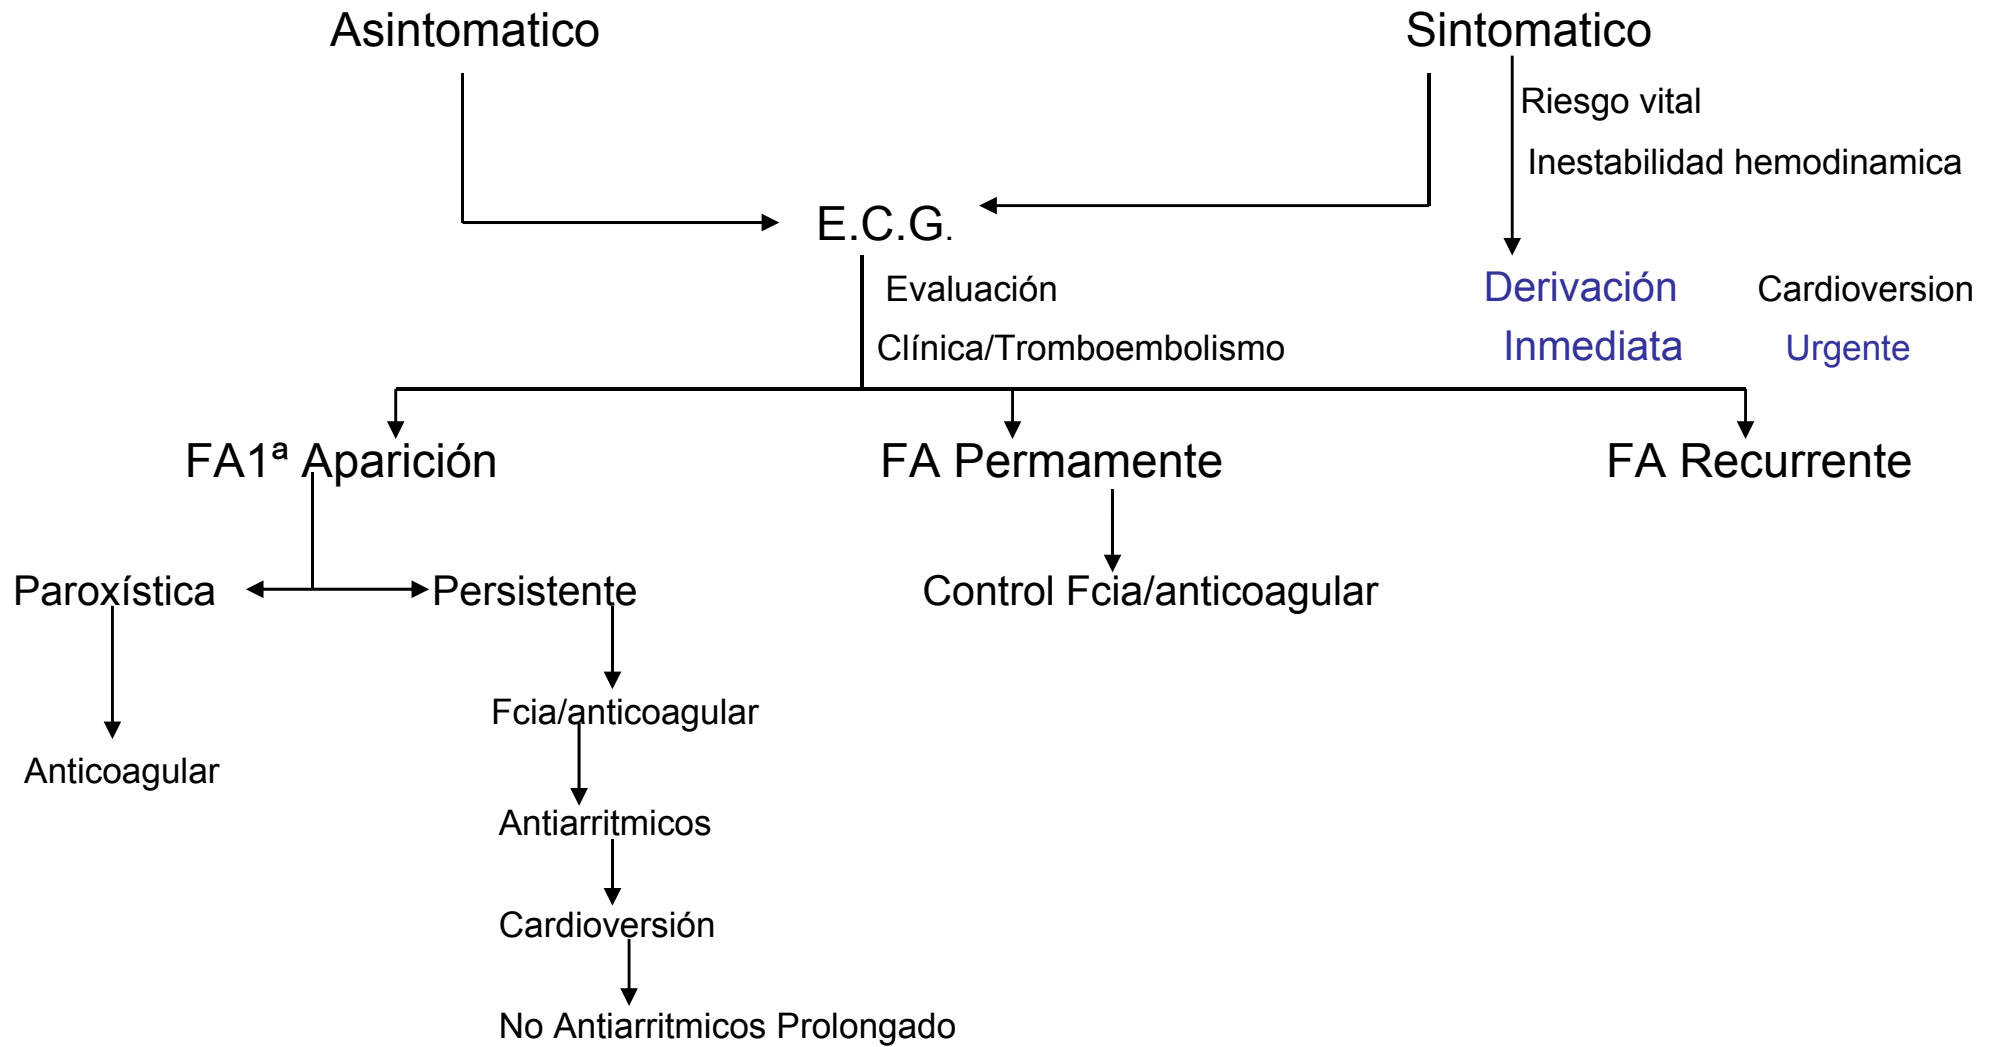 Asintomatico
Sintomatico
Riesgo vital
Inestabilidad hemodinamica
E.C.G.
Evaluación
Clínica/Tromboembolismo
Derivación
Inmediata
Cardioversion
Urgente
FA1ª Aparición
FA Permamente
FA Recurrente
Paroxística
Persistente
Control Fcia/anticoagular
Fcia/anticoagular
Anticoagular
Antiarritmicos
Cardioversión
No Antiarritmicos Prolongado